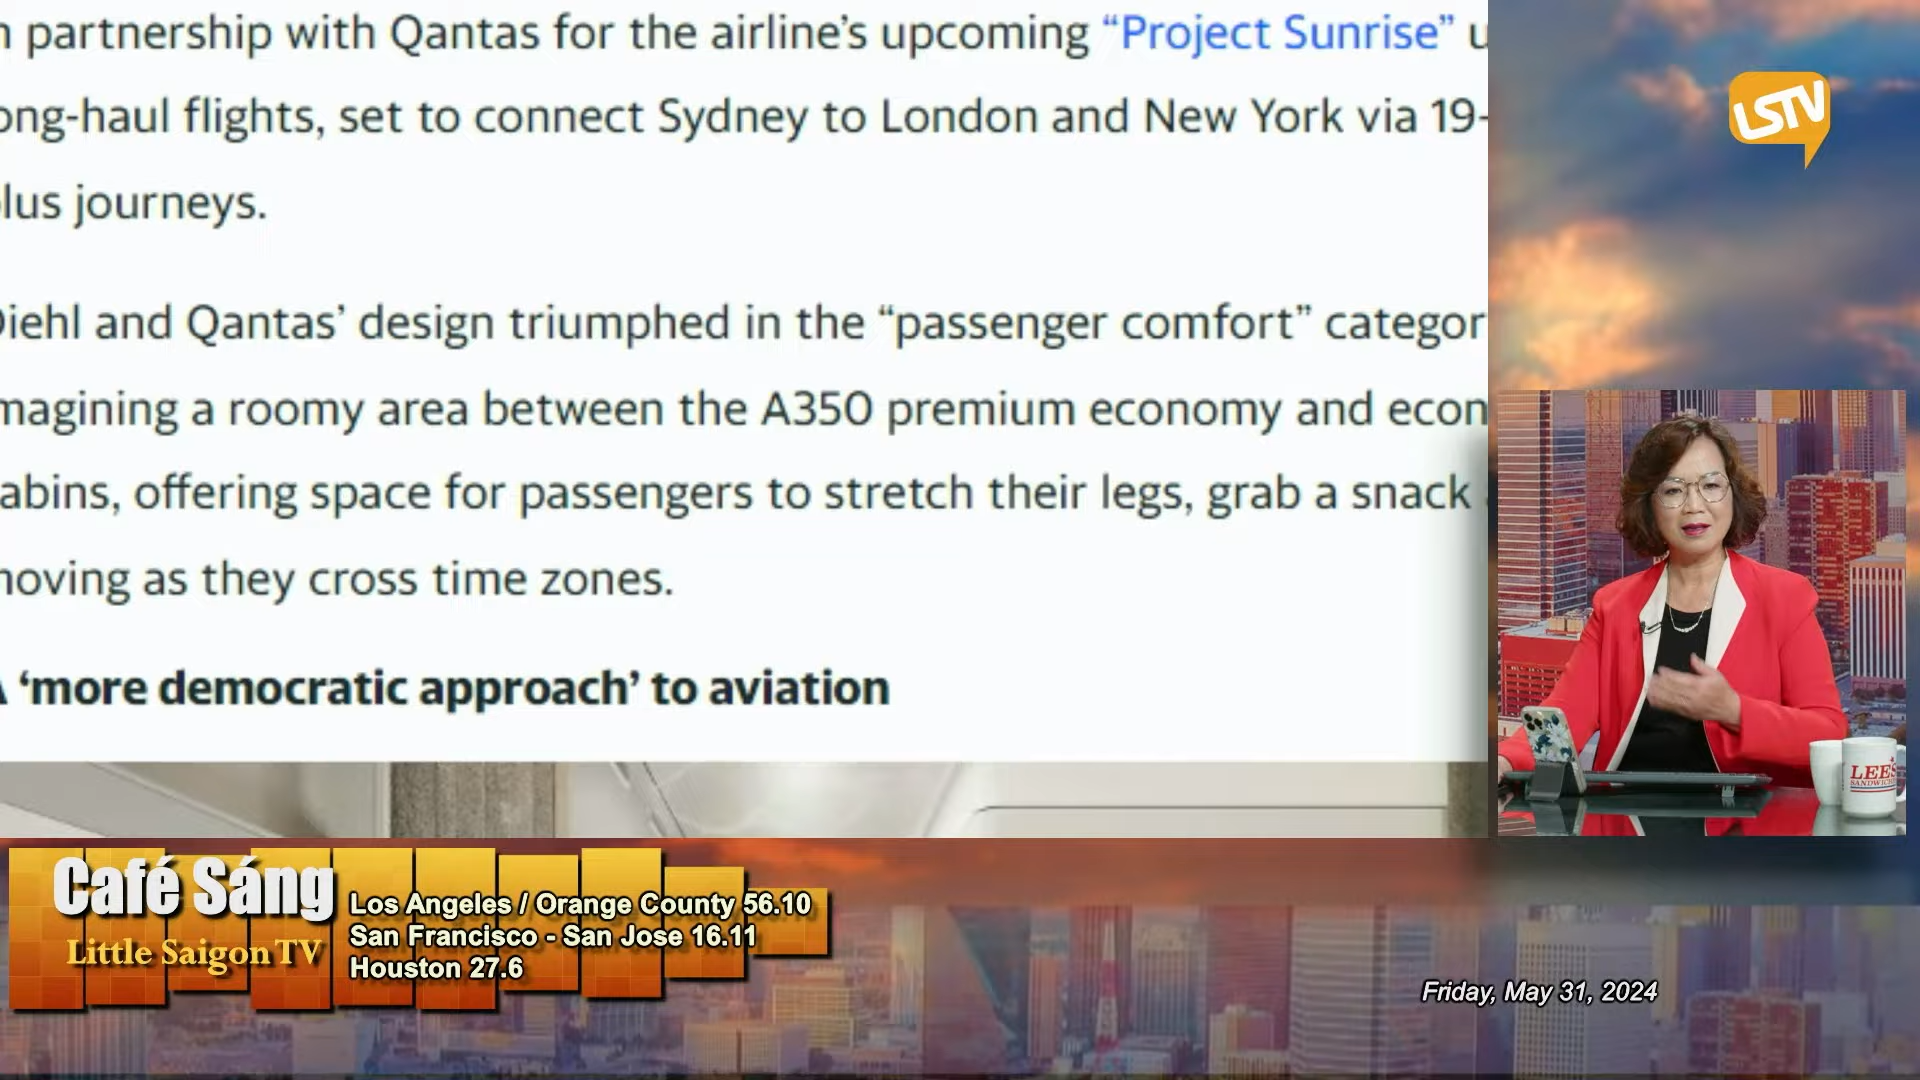 partnership with Qantas for the airline's upcoming “Project Sunrise” u
ong-haul flights, set to connect Sydney to London and New York via 19-
lus journeys.
iehl and Qantas’ design triumphed in the “passenger comfort” categor
magining a roomy area between the A350 premium economy and econ
abins, offering space for passengers to stretch their legs, grab a snack
moving as they cross time zones.
‘more democratic approach’ to aviation
LSTV
LEE'S
SANDWICHES
Café Sáng
Little Saigon TV
Los Angeles / Orange County 56.10
San Francisco - San Jose 16.11
Houston 27.6
Friday, May 31, 2024